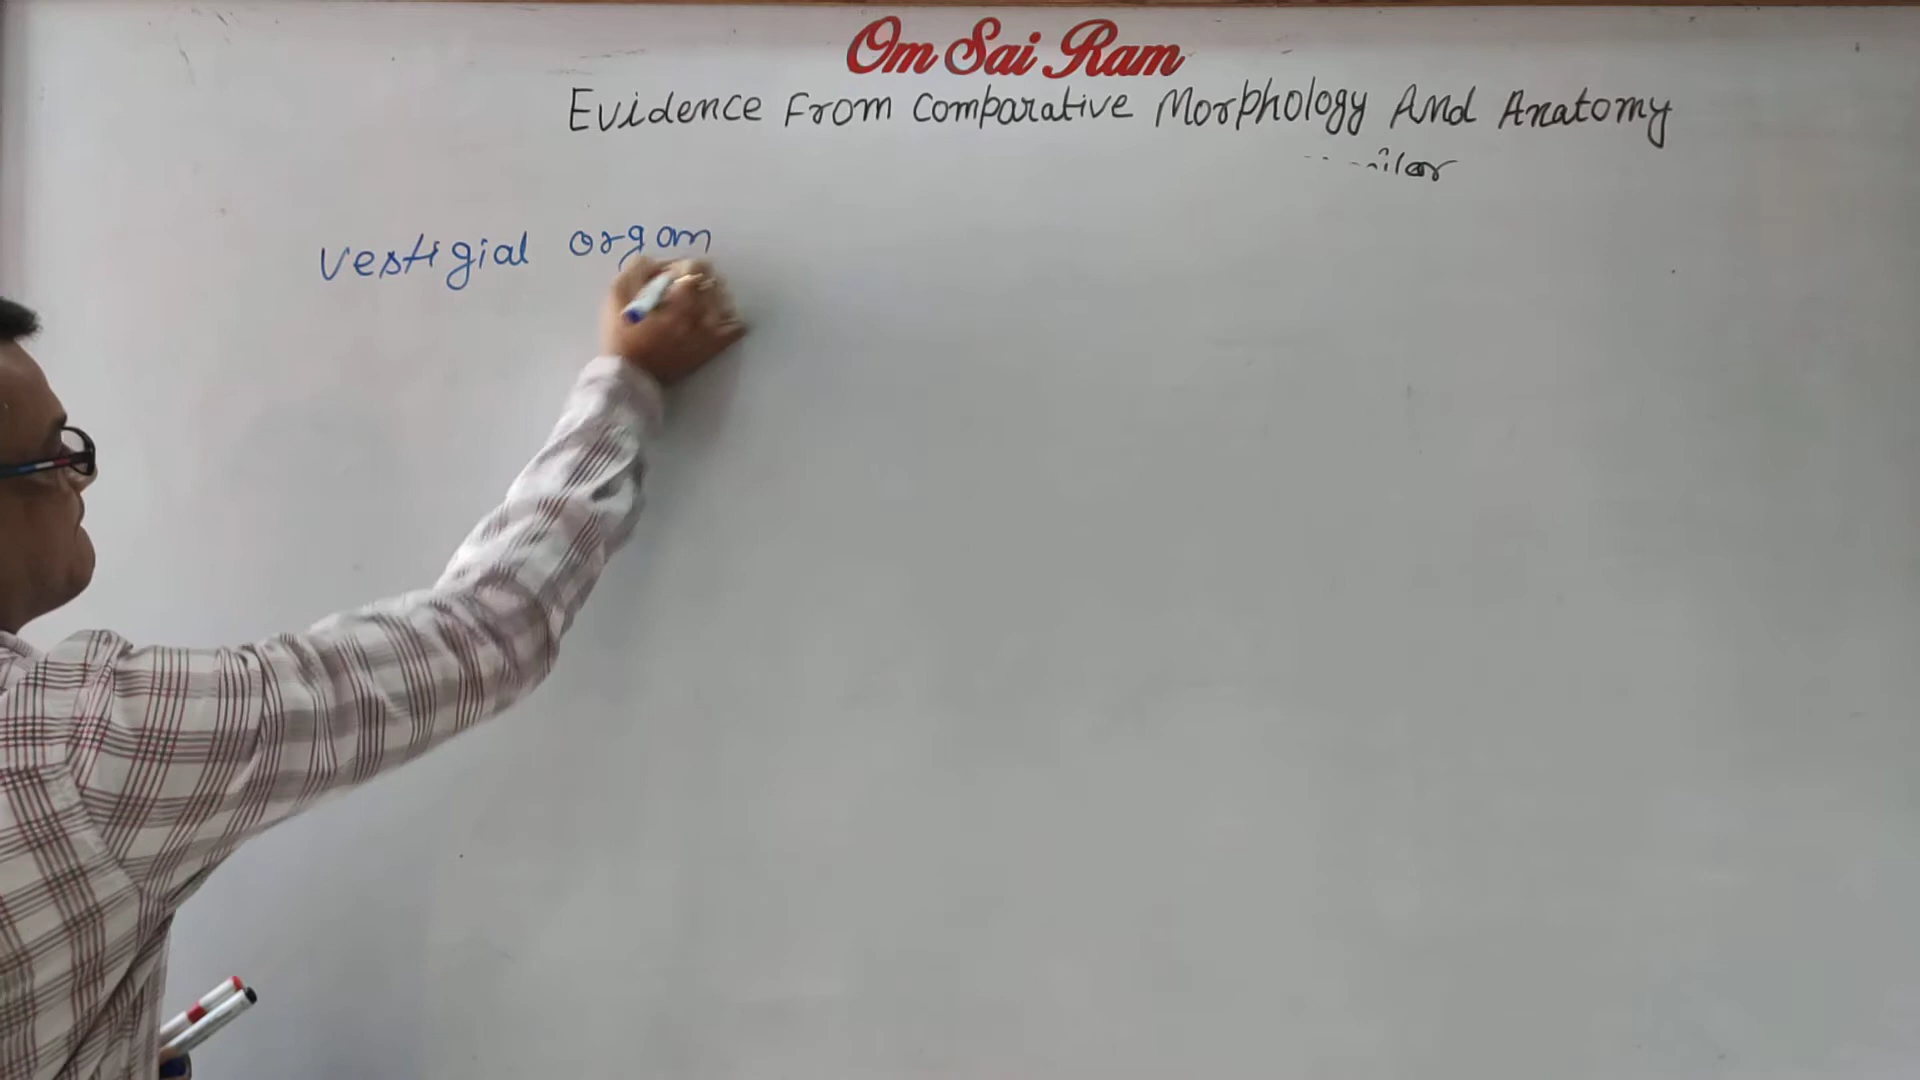 Om Sai Ram
Evidence From Comparative Morphology And Anatomy
Vestigial organ